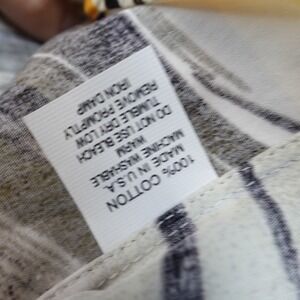 100% COTTON
MADE IN U.S.A.
MACHINE WASHABLE
WARM
DO NOT USE BLEACH
TUMBLE DRY LOW
REMOVE PROMPTLY
IRON DAMP